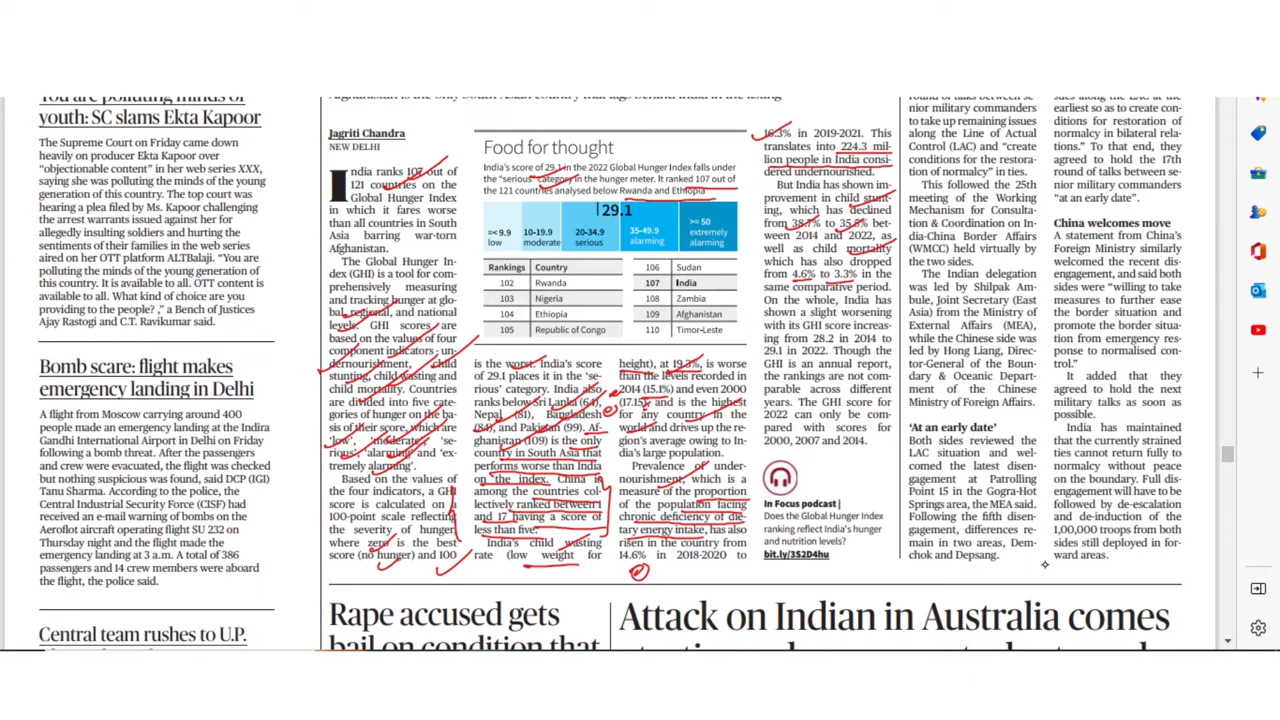 You are polluting minds of
youth: SC slams Ekta Kapoor
The Supreme Court on Friday came down
heavily on producer Ekta Kapoor over
“objectionable content” in her web series XXX,
saying she was polluting the minds of the young
generation of this country. The top court was
hearing a plea filed by Ms. Kapoor challenging
the arrest warrants issued against her for
allegedly insulting soldiers and hurting the
sentiments of their families in the web series
aired on her OTT platform ALTBalaji. “You are
polluting the minds of the young generation of
this country. It is available to all. OTT content is
available to all. What kind of choice are you
providing to the people? ,” a Bench of Justices
Ajay Rastogi and C.T. Ravikumar said.
Bomb scare: flight makes
emergency landing in Delhi
A flight from Moscow carrying around 400
people made an emergency landing at the Indira
Gandhi International Airport in Delhi on Friday
following a bomb threat. After the passengers
and crew were evacuated, the flight was checked
but nothing suspicious was found, said DCP (IGI)
Tanu Sharma. According to the police, the
Central Industrial Security Force (CISF) had
received an e-mail warning of bombs on the
Aeroflot aircraft operating flight SU 232 on
Thursday night and the flight made the
emergency landing at 3 a.m. A total of 386
passengers and 14 crew members were aboard
the flight, the police said.
Central team rushes to U.P.
Afghanistan is the only South Asian country that lags behind India in the listing
Jagriti Chandra
NEW DELHI
India ranks 107 out of
121 countries on the
Global Hunger Index
in which it fares worse
than all countries in South
Asia barring war-torn
Afghanistan.
The Global Hunger In-
dex (GHI) is a tool for com-
prehensively measuring
and tracking hunger at glo-
bal, regional, and national
levels. GHI scores are
based on the values of four
component indicators: un-
dernourishment, child
stunting, child wasting and
child mortality. Countries
are divided into five cate-
gories of hunger on the ba-
sis of their score, which are
‘low’, ‘moderate’, ‘se-
rious’, ‘alarming’ and ‘ex-
tremely alarming’.
Based on the values of
the four indicators, a GHI
score is calculated on a
100-point scale reflecting
the severity of hunger,
where zero is the best
score (no hunger) and 100
Food for thought
India’s score of 29.1 in the 2022 Global Hunger Index falls under
the “serious” category in the hunger meter. It ranked 107 out of
the 121 countries analysed below Rwanda and Ethiopia
29.1
=< 9.9 10-19.9 20-34.9 35-49.9 >= 50
low moderate serious alarming extremely
alarming
Rankings Country
102 Rwanda
103 Nigeria
104 Ethiopia
105 Republic of Congo
106 Sudan
107 India
108 Zambia
109 Afghanistan
110 Timor-Leste
is the worst. India’s score
of 29.1 places it in the ‘se-
rious’ category. India also
ranks below Sri Lanka (64),
Nepal (81), Bangladesh
(84), and Pakistan (99). Af-
ghanistan (109) is the only
country in South Asia that
performs worse than India
on the index. China is
among the countries col-
lectively ranked between 1
and 17 having a score of
less than five.
India’s child wasting
rate (low weight for
height), at 19.3%, is worse
than the levels recorded in
2014 (15.1%) and even 2000
(17.15) and is the highest
for any country in the
world and drives up the re-
gion’s average owing to In-
dia’s large population.
Prevalence of under-
nourishment, which is a
measure of the proportion
of the population facing
chronic deficiency of die-
tary energy intake, has also
risen in the country from
14.6% in 2018-2020 to
16.3% in 2019-2021. This
translates into 224.3 mil-
lion people in India consi-
dered undernourished.
But India has shown im-
provement in child stunt-
ing, which has declined
from 38.7% to 35.5% bet-
ween 2014 and 2022, as
well as child mortality
which has also dropped
from 4.6% to 3.3% in the
same comparative period.
On the whole, India has
shown a slight worsening
with its GHI score increas-
ing from 28.2 in 2014 to
29.1 in 2022. Though the
GHI is an annual report,
the rankings are not com-
parable across different
years. The GHI score for
2022 can only be com-
pared with scores for
2000, 2007 and 2014.
In Focus podcast |
Does the Global Hunger Index
ranking reflect India’s hunger
and nutrition levels?
bit.ly/3S2D4hu
round of talks between se-
nior military commanders
to take up remaining issues
along the Line of Actual
Control (LAC) and “create
conditions for the restora-
tion of normalcy” in ties.
This followed the 25th
meeting of the Working
Mechanism for Consulta-
tion & Coordination on In-
dia-China Border Affairs
(WMCC) held virtually by
the two sides.
The Indian delegation
was led by Shilpak Am-
bule, Joint Secretary (East
Asia) from the Ministry of
External Affairs (MEA),
while the Chinese side was
led by Hong Liang, Direc-
tor-General of the Boun-
dary & Oceanic Depart-
ment of the Chinese
Ministry of Foreign Affairs.
‘At an early date’
Both sides reviewed the
LAC situation and wel-
comed the latest disen-
gagement at Patrolling
Point 15 in the Gogra-Hot
Springs area, the MEA said.
Following the fifth disen-
gagement, differences re-
main in two areas, Dem-
chok and Depsang.
sides along the LAC at the
earliest so as to create con-
ditions for restoration of
normalcy in bilateral rela-
tions.” To that end, they
agreed to hold the 17th
round of talks between se-
nior military commanders
“at an early date”.
China welcomes move
A statement from China’s
Foreign Ministry similarly
welcomed the recent dis-
engagement, and said both
sides were “willing to take
measures to further ease
the border situation and
promote the border situa-
tion from emergency res-
ponse to normalised con-
trol.”
It added that they
agreed to hold the next
military talks as soon as
possible.
India has maintained
that the currently strained
ties cannot return fully to
normalcy without peace
on the boundary. Full dis-
engagement will have to be
followed by de-escalation
and de-induction of the
1,00,000 troops from both
sides still deployed in for-
ward areas.
Rape accused gets
bail on condition that
Attack on Indian in Australia comes